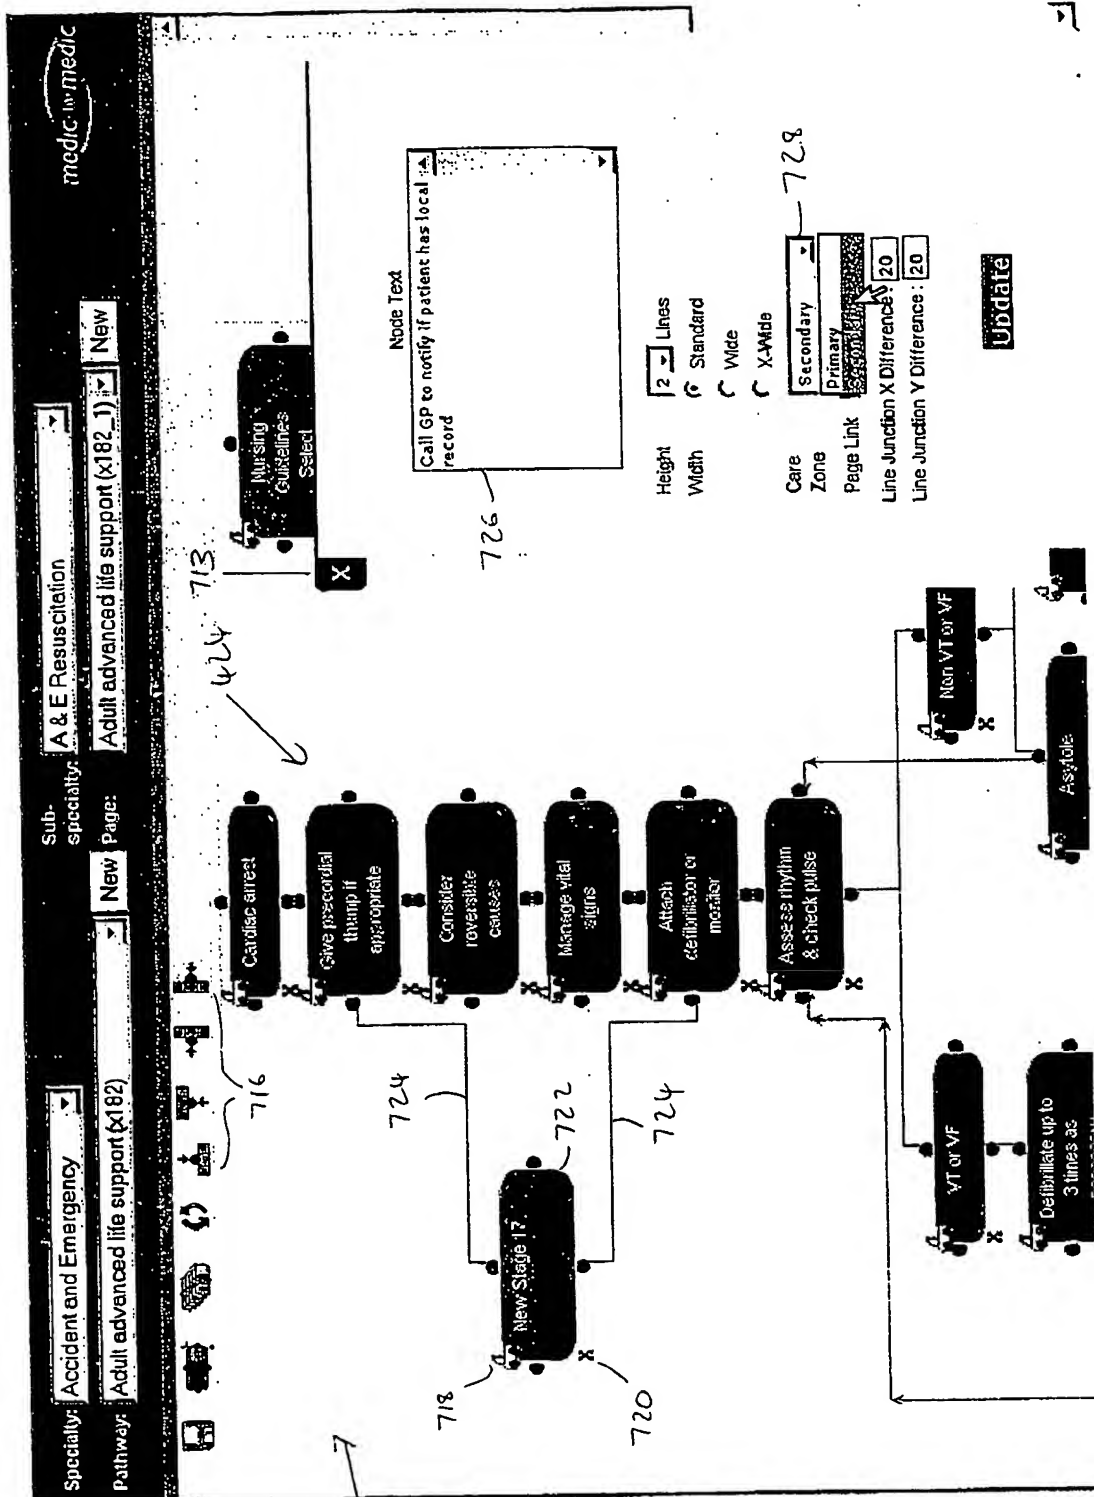 Specialty: Accident and Emergency
Sub-specialty: A & E Resuscitation
medic-to-medic
Pathway: Adult advanced life support (x182) New
Page: Adult advanced life support (x182_1) New
716
424
713
X
Nursing
Guidelines
Select
Cardiac arrest
Give precordial
thump if
appropriate
Consider
reversible
causes
Manage vital
signs
Attach
defibrillator or
monitor
Assess rhythm
& check pulse
724
718
New Stage 17
722
720
724
7
VT or VF
Defibrillate up to
3 times as
Non VT or VF
Asytole
Node Text
Call GP to notify if patient has local
record
726
Height 2 Lines
Width Standard
Wide
X-Wide
Care
Zone
Secondary
728
Primary
Secondary
Page Link
Line Junction X Difference: 20
Line Junction Y Difference: 20
Update